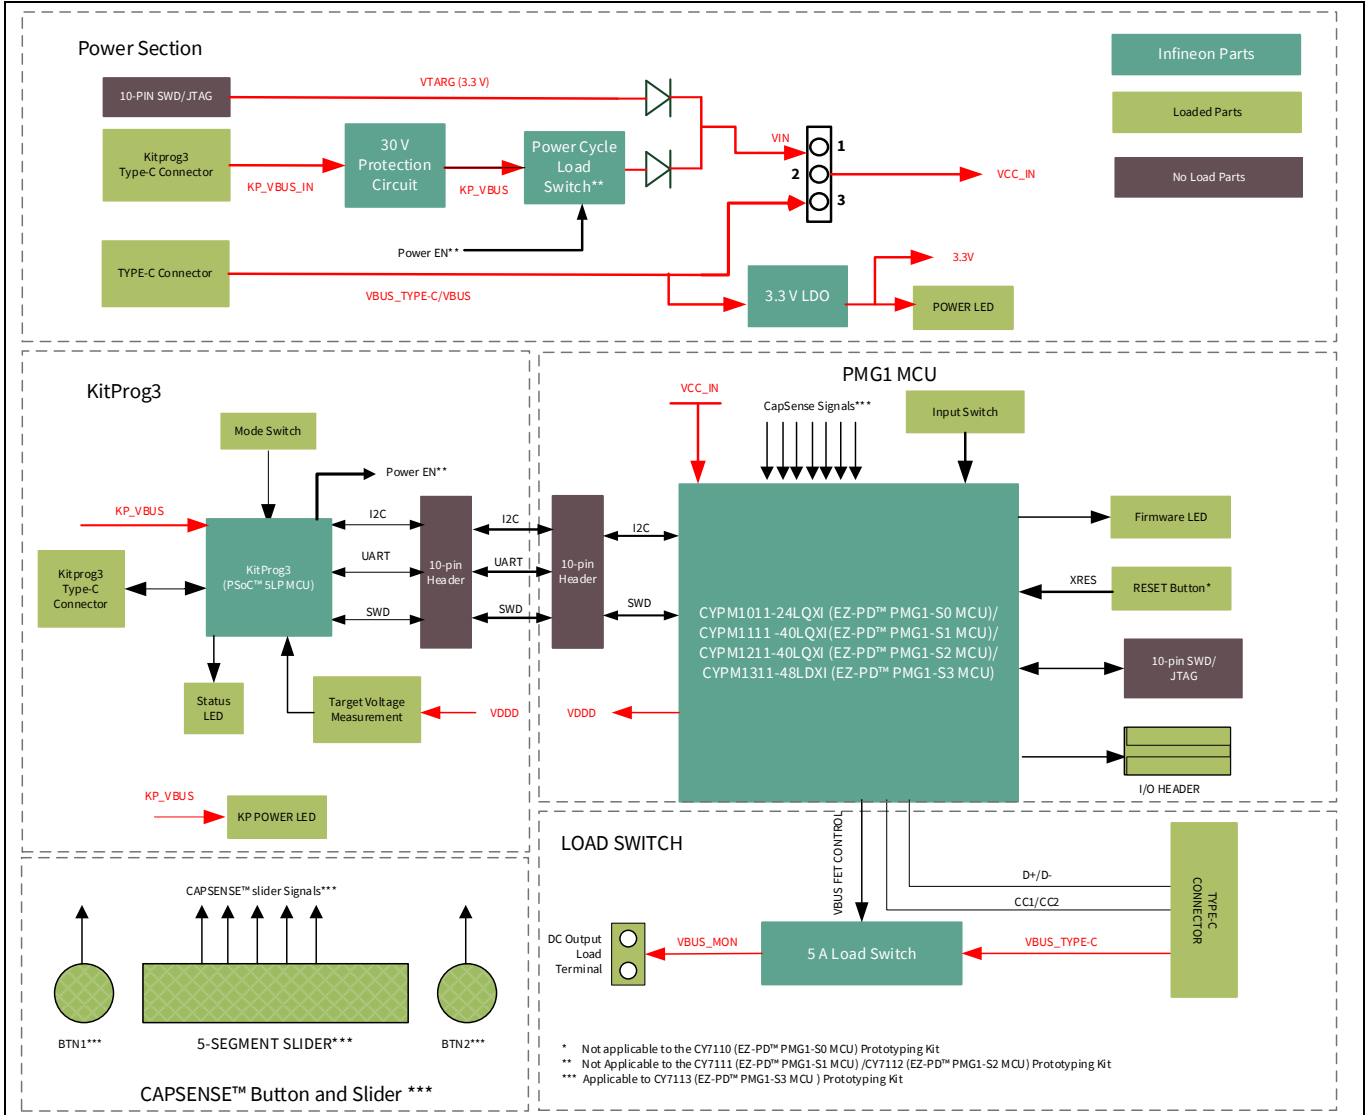 Power Section
Infineon Parts
Loaded Parts
No Load Parts
10-PIN SWD/JTAG
VTARG (3.3 V)
Kitprog3
Type-C Connector
KP_VBUS_IN
30 V
Protection
Circuit
KP_VBUS
Power Cycle
Load
Switch**
Power EN**
VIN
1
2
3
VCC_IN
TYPE-C Connector
VBUS_TYPE-C/VBUS
3.3 V LDO
3.3V
POWER LED
KitProg3
Mode Switch
Power EN**
KP_VBUS
KitProg3
(PSoC™ 5LP MCU)
Kitprog3
Type-C
Connector
I2C
UART
SWD
10-pin
Header
I2C
UART
SWD
10-pin
Header
I2C
SWD
Status
LED
Target Voltage
Measurement
VDDD
KP_VBUS
KP POWER LED
PMG1 MCU
VCC_IN
CapSense Signals***
Input Switch
CYPM1011-24LQXI (EZ-PD™ PMG1-S0 MCU)/
CYPM1111 -40LQXI(EZ-PD™ PMG1-S1 MCU)/
CYPM1211-40LQXI (EZ-PD™ PMG1-S2 MCU)/
CYPM1311-48LDXI (EZ-PD™ PMG1-S3 MCU)
VDDD
Firmware LED
XRES
RESET Button*
10-pin SWD/
JTAG
I/O HEADER
LOAD SWITCH
VBUS FET CONTROL
D+/D-
CC1/CC2
TYPE-C
CONNECTOR
DC Output
Load
Terminal
VBUS_MON
5 A Load Switch
VBUS_TYPE-C
* Not applicable to the CY7110 (EZ-PD™ PMG1-S0 MCU) Prototyping Kit
** Not Applicable to the CY7111 (EZ-PD™ PMG1-S1 MCU) /CY7112 (EZ-PD™ PMG1-S2 MCU) Prototyping Kit
*** Applicable to CY7113 (EZ-PD™ PMG1-S3 MCU ) Prototyping Kit
CAPSENSE™ slider Signals***
BTN1***
5-SEGMENT SLIDER***
BTN2***
CAPSENSE™ Button and Slider ***